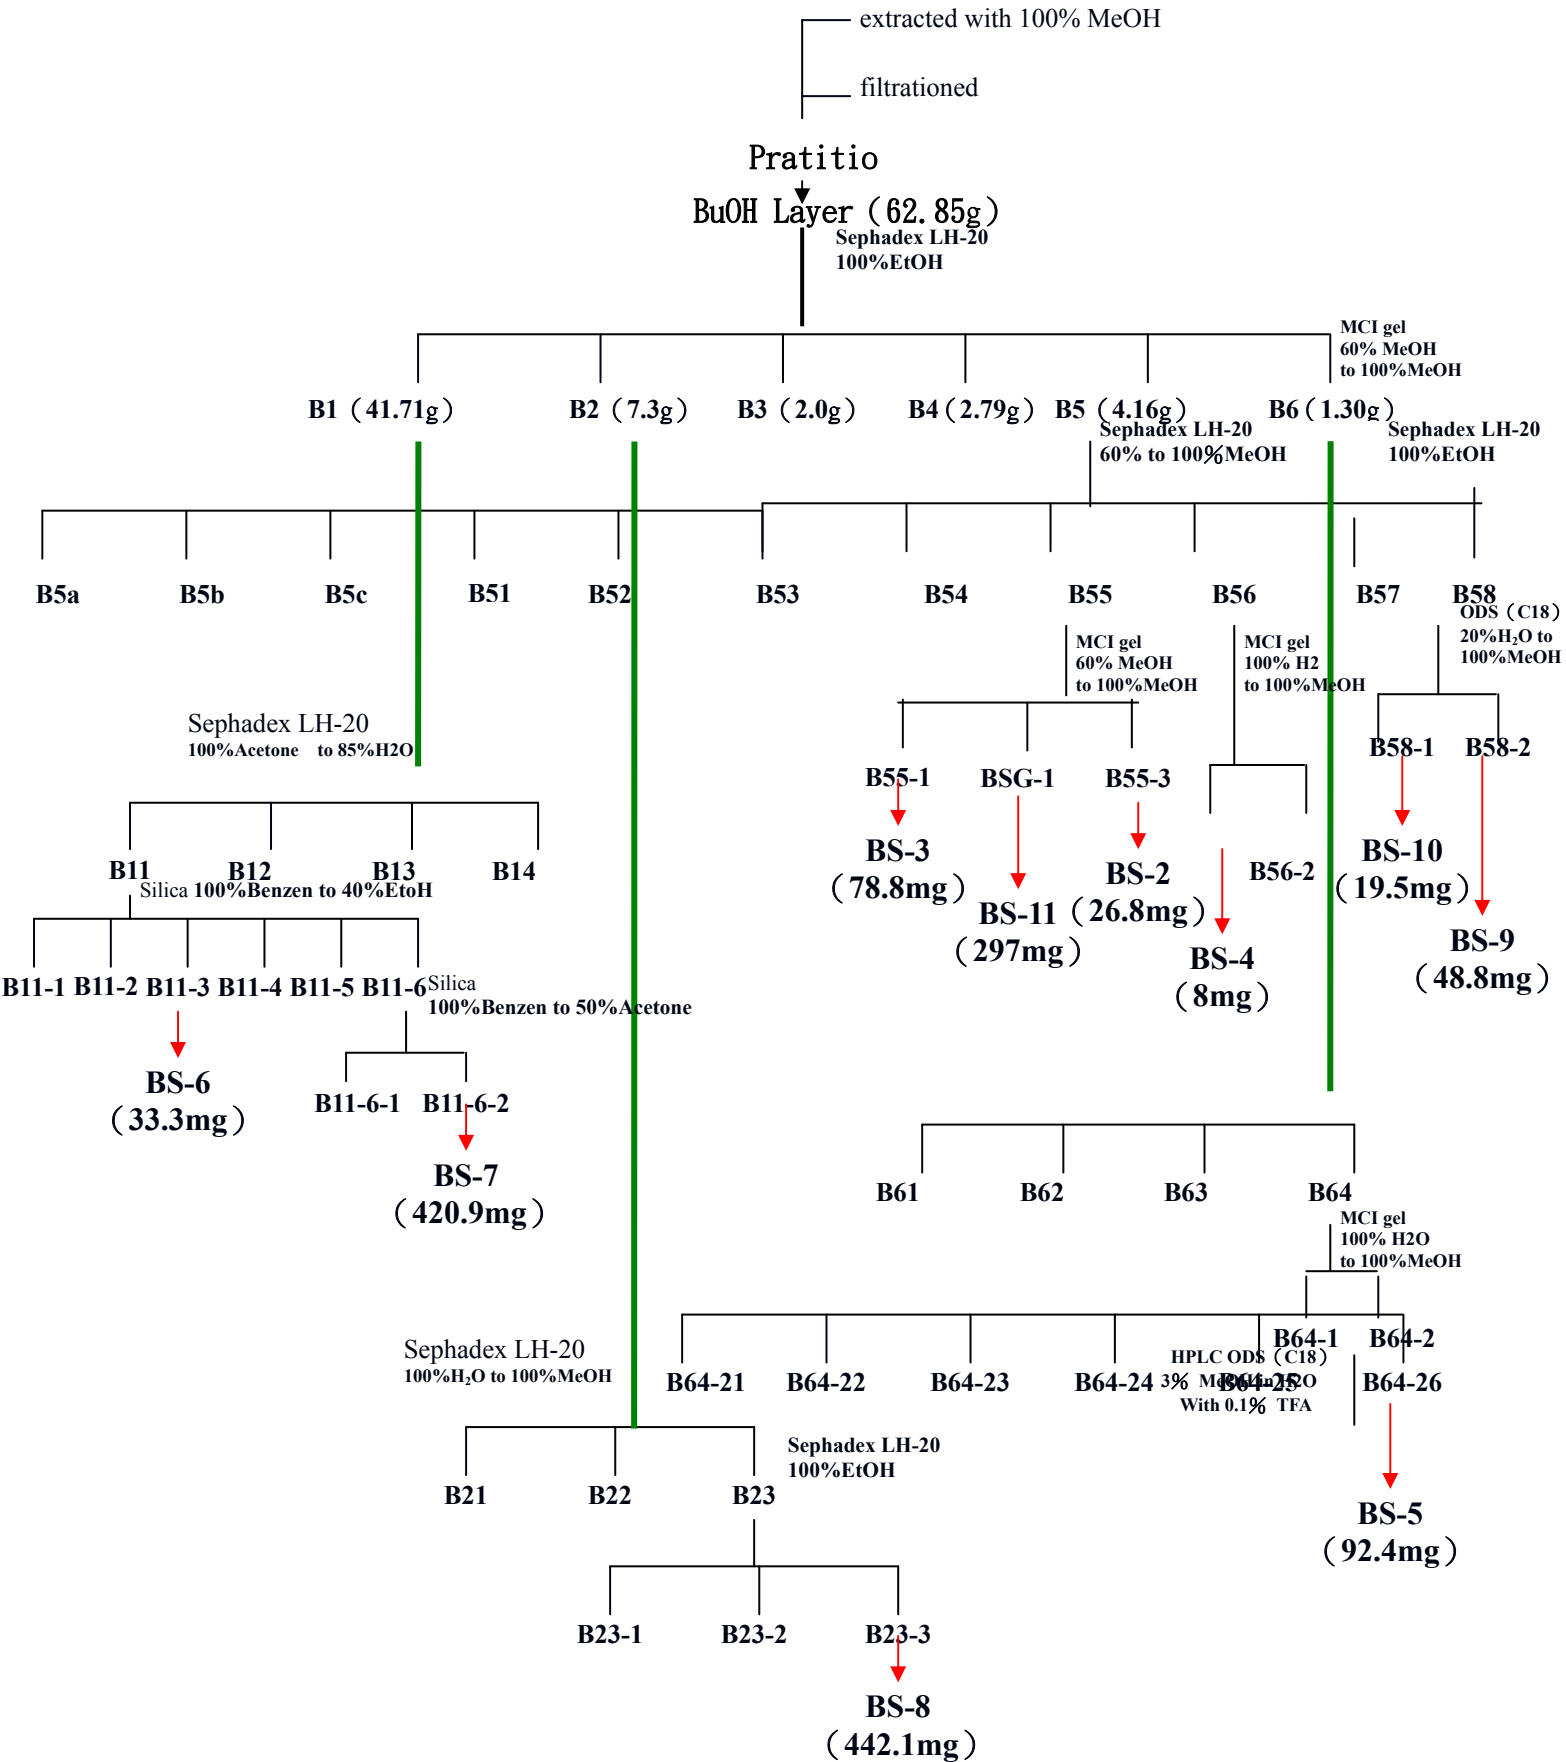 extracted with 100% MeOH
filtrationed
Pratitio
BuOH Layer（62.85g）
Sephadex LH-20
100%EtOH
MCI gel
60% MeOH
to 100%MeOH
B1（41.71g）
B2（7.3g）
B3（2.0g）
B4（2.79g）
B5（4.16g）
B6（1.30g）
Sephadex LH-20
60% to 100%MeOH
Sephadex LH-20
100%EtOH
B5a
B5b
B5c
B51
B52
B53
B54
B55
B56
B57
B58
ODS（C18）
20%H₂O to
100%MeOH
MCI gel
60% MeOH
to 100%MeOH
MCI gel
100% H2
to 100%MeOH
Sephadex LH-20
100%Acetone to 85%H2O
B58-1
B58-2
B55-1
BSG-1
B55-3
BS-3
（78.8mg）
BS-11
（297mg）
BS-2
（26.8mg）
B56-2
BS-4
（8mg）
BS-10
（19.5mg）
BS-9
（48.8mg）
B11
B12
B13
B14
Silica 100%Benzen to 40%EtoH
B11-1
B11-2
B11-3
B11-4
B11-5
B11-6
Silica
100%Benzen to 50%Acetone
BS-6
（33.3mg）
B11-6-1
B11-6-2
BS-7
（420.9mg）
B61
B62
B63
B64
MCI gel
100% H2O
to 100%MeOH
B64-1
B64-2
Sephadex LH-20
100%H₂O to 100%MeOH
HPLC ODS（C18）
3% MeOH in H2O
With 0.1% TFA
B64-21
B64-22
B64-23
B64-24
B64-25
B64-26
Sephadex LH-20
100%EtOH
B21
B22
B23
BS-5
（92.4mg）
B23-1
B23-2
B23-3
BS-8
（442.1mg）